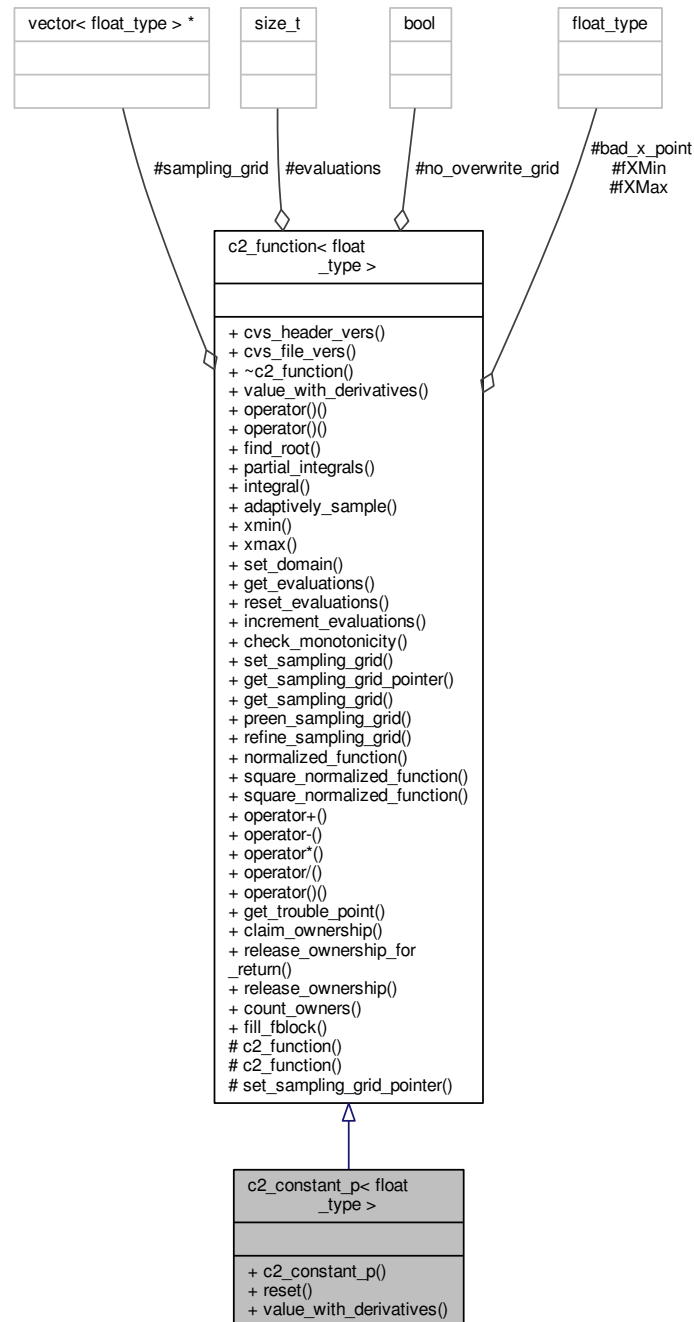 vector< float_type > *
size_t
bool
float_type
#sampling_grid
#evaluations
#no_overwrite_grid
#bad_x_point
#fXMin
#fXMax
c2_function< float
_type >
+ cvs_header_vers()
+ cvs_file_vers()
+ ~c2_function()
+ value_with_derivatives()
+ operator()()
+ operator()()
+ find_root()
+ partial_integrals()
+ integral()
+ adaptively_sample()
+ xmin()
+ xmax()
+ set_domain()
+ get_evaluations()
+ reset_evaluations()
+ increment_evaluations()
+ check_monotonicity()
+ set_sampling_grid()
+ get_sampling_grid_pointer()
+ get_sampling_grid()
+ preen_sampling_grid()
+ refine_sampling_grid()
+ normalized_function()
+ square_normalized_function()
+ square_normalized_function()
+ operator+()
+ operator-()
+ operator*()
+ operator/()
+ operator()()
+ get_trouble_point()
+ claim_ownership()
+ release_ownership_for
_return()
+ release_ownership()
+ count_owners()
+ fill_fblock()
# c2_function()
# c2_function()
# set_sampling_grid_pointer()
c2_constant_p< float
_type >
+ c2_constant_p()
+ reset()
+ value_with_derivatives()